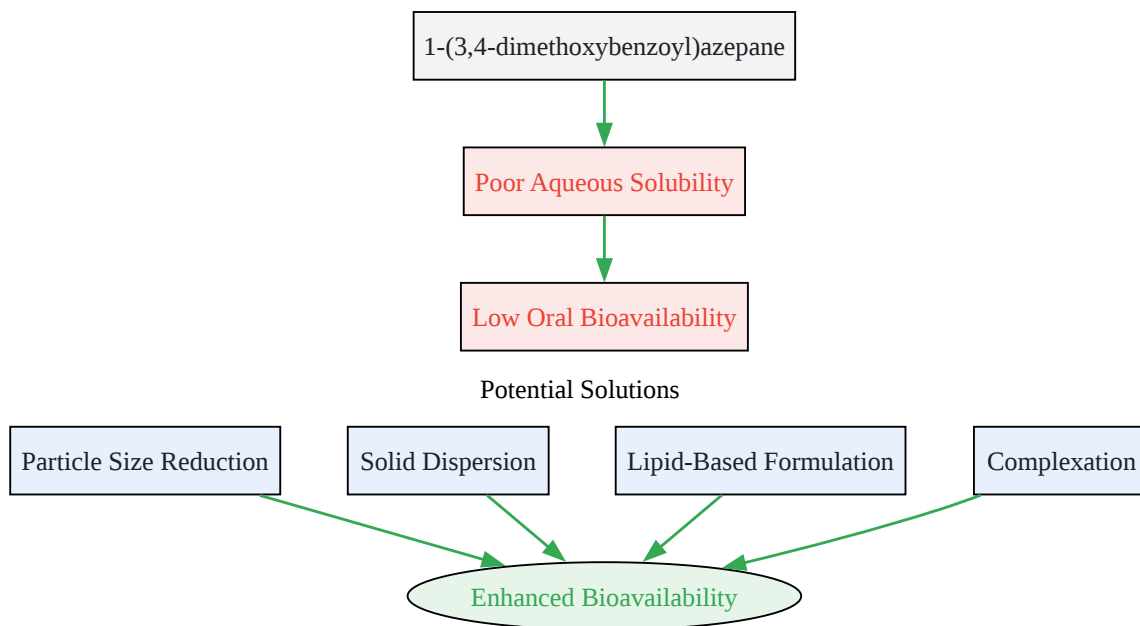 1-(3,4-dimethoxybenzoyl)azepane
Poor Aqueous Solubility
Low Oral Bioavailability
Potential Solutions
Particle Size Reduction
Solid Dispersion
Lipid-Based Formulation
Complexation
Enhanced Bioavailability